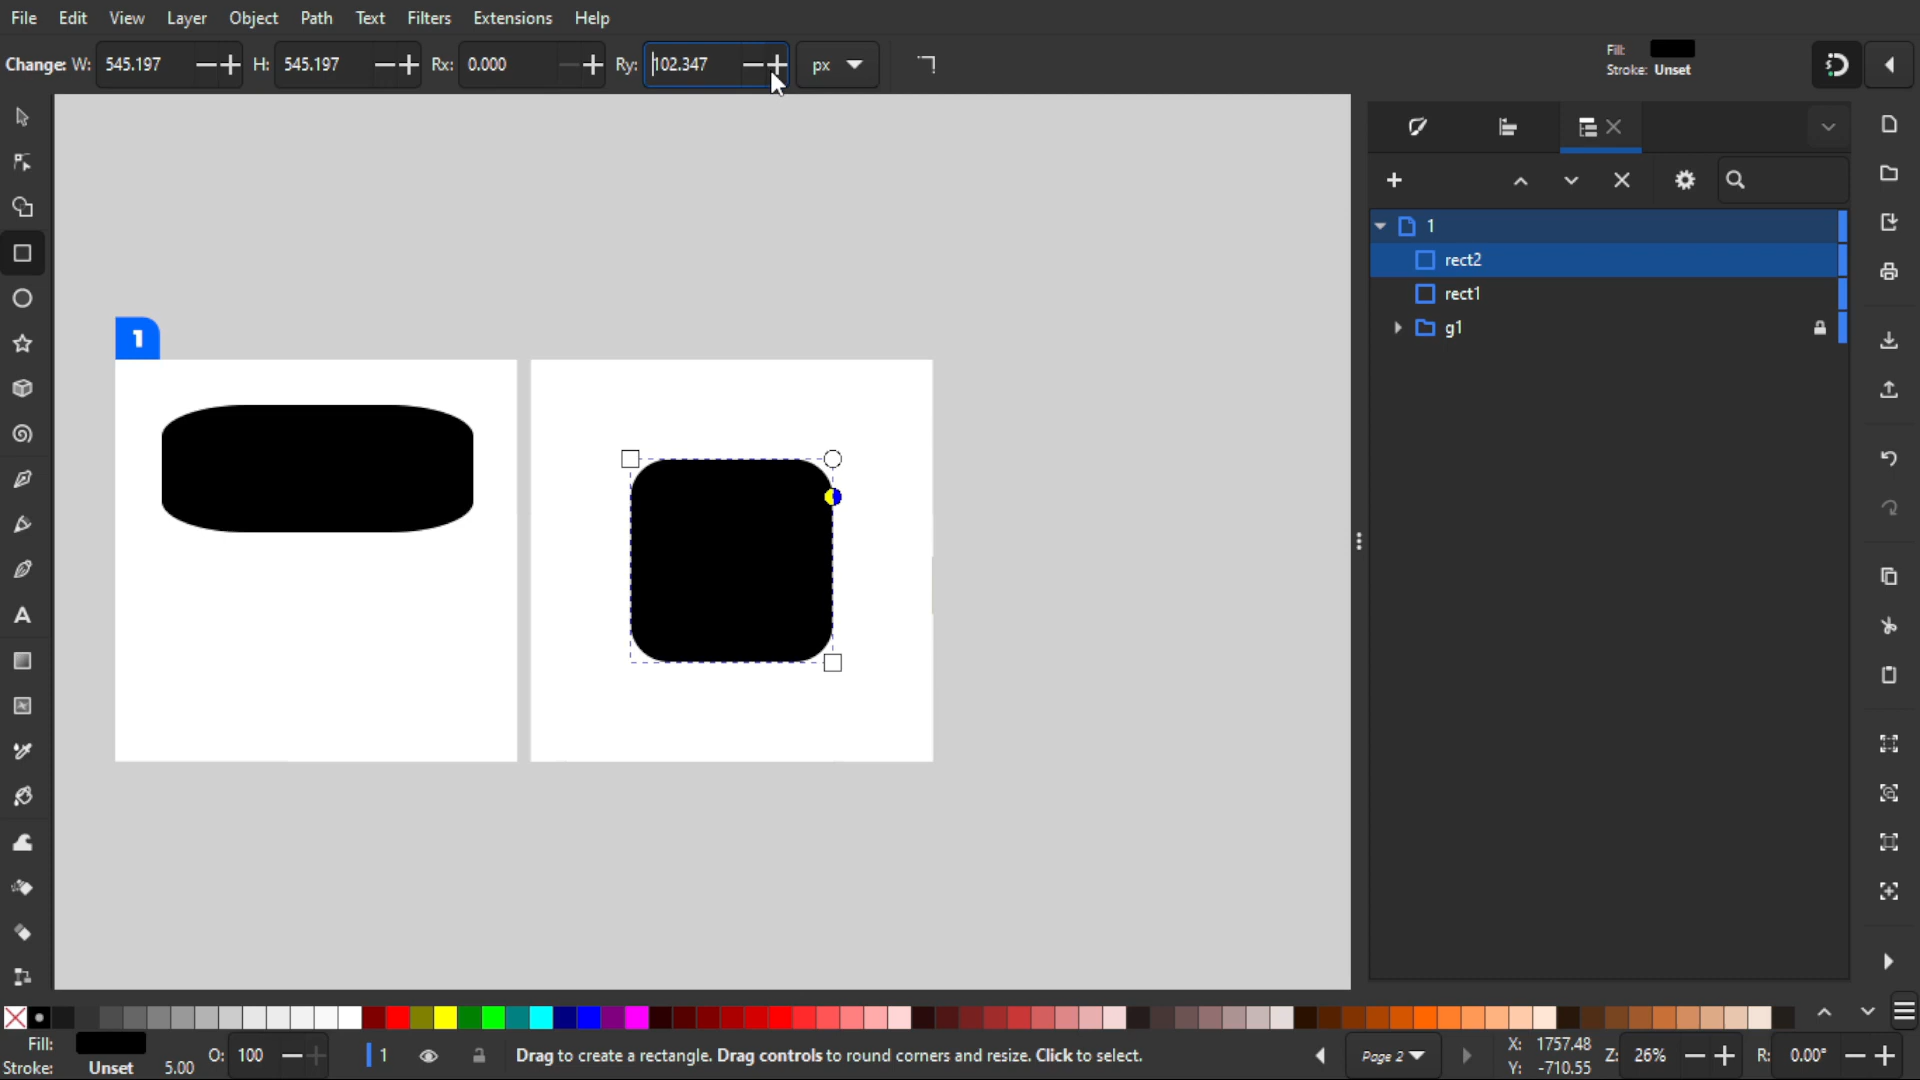 File Edit View Layer Object Path Text Filters Extensions Help
Change: W: 545.197 H: 545.197 Rx: 0.000 Ry: 102.347 px
Fill:
Stroke: Unset
1
rect2
rect1
g1
1
Fill:
Stroke: Unset 5.00
O: 100
1
Drag to create a rectangle. Drag controls to round corners and resize. Click to select.
Page 2
X: 1757.48
Y: -710.55
Z: 26%
R: 0.00°